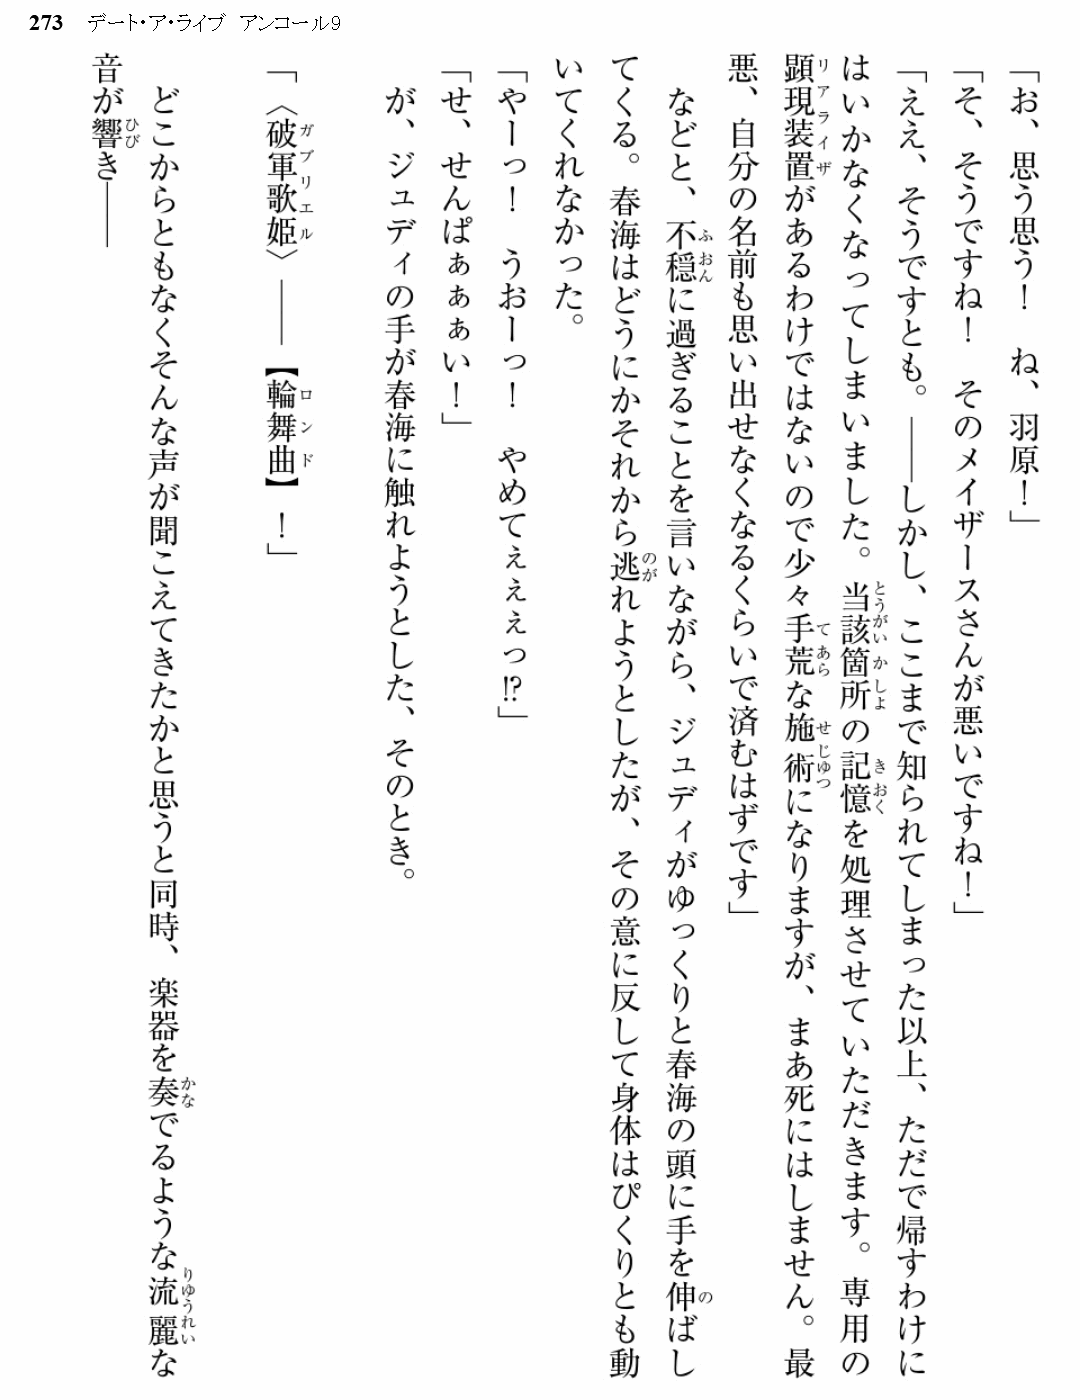 273 デート・ア・ライブ アンコール9
「お、思う思う！　ね、羽原！」
「そ、そうですね！　そのメイザースさんが悪いですね！」
「ええ、そうですとも。――しかし、ここまで知られてしまった以上、ただで帰すわけに
はいかなくなってしまいました。当該箇所の記憶を処理させていただきます。専用の
顕現装置があるわけではないので少々手荒な施術になりますが、まあ死にはしません。最
悪、自分の名前も思い出せなくなるくらいで済むはずです」
　などと、不穏に過ぎることを言いながら、ジュディがゆっくりと春海の頭に手を伸ばし
てくる。春海はどうにかそれから逃れようとしたが、その意に反して身体はぴくりとも動
いてくれなかった。
「やーっ！　うおーっ！　やめてぇぇぇっ⁉」
「せ、せんぱぁぁぁい！」
　が、ジュディの手が春海に触れようとした、そのとき。
「〈破軍歌姫〉――【輪舞曲】！」
　どこからともなくそんな声が聞こえてきたかと思うと同時、楽器を奏でるような流麗な
音が響き――